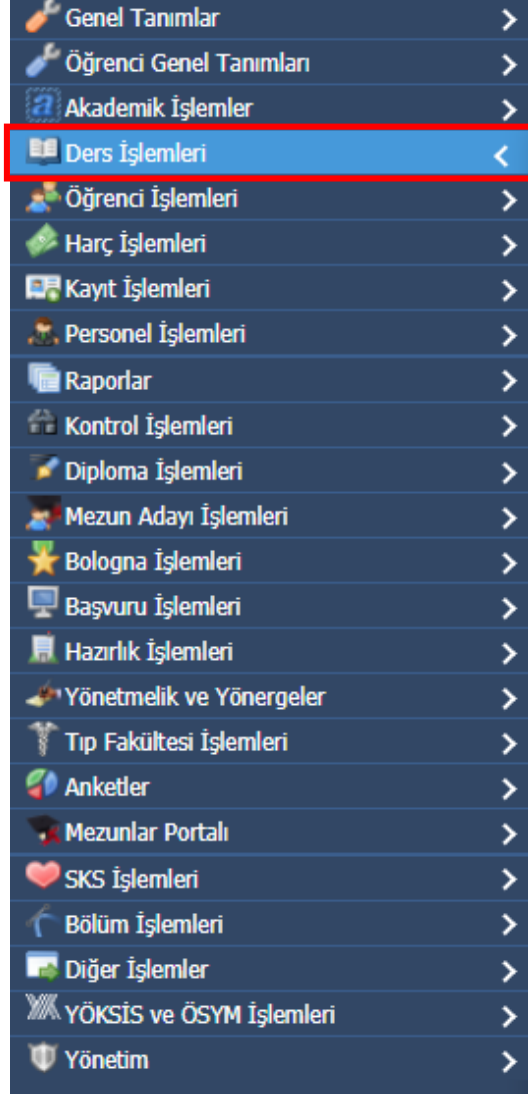 Genel Tanımlar
Öğrenci Genel Tanımları
Akademik İşlemler
Ders İşlemleri
Öğrenci İşlemleri
Harç İşlemleri
Kayıt İşlemleri
Personel İşlemleri
Raporlar
Kontrol İşlemleri
Diploma İşlemleri
Mezun Adayı İşlemleri
Bologna İşlemleri
Başvuru İşlemleri
Hazırlık İşlemleri
Yönetmelik ve Yönergeler
Tıp Fakültesi İşlemleri
Anketler
Mezunlar Portalı
SKS İşlemleri
Bölüm İşlemleri
Diğer İşlemler
YÖKSİS ve ÖSYM İşlemleri
Yönetim